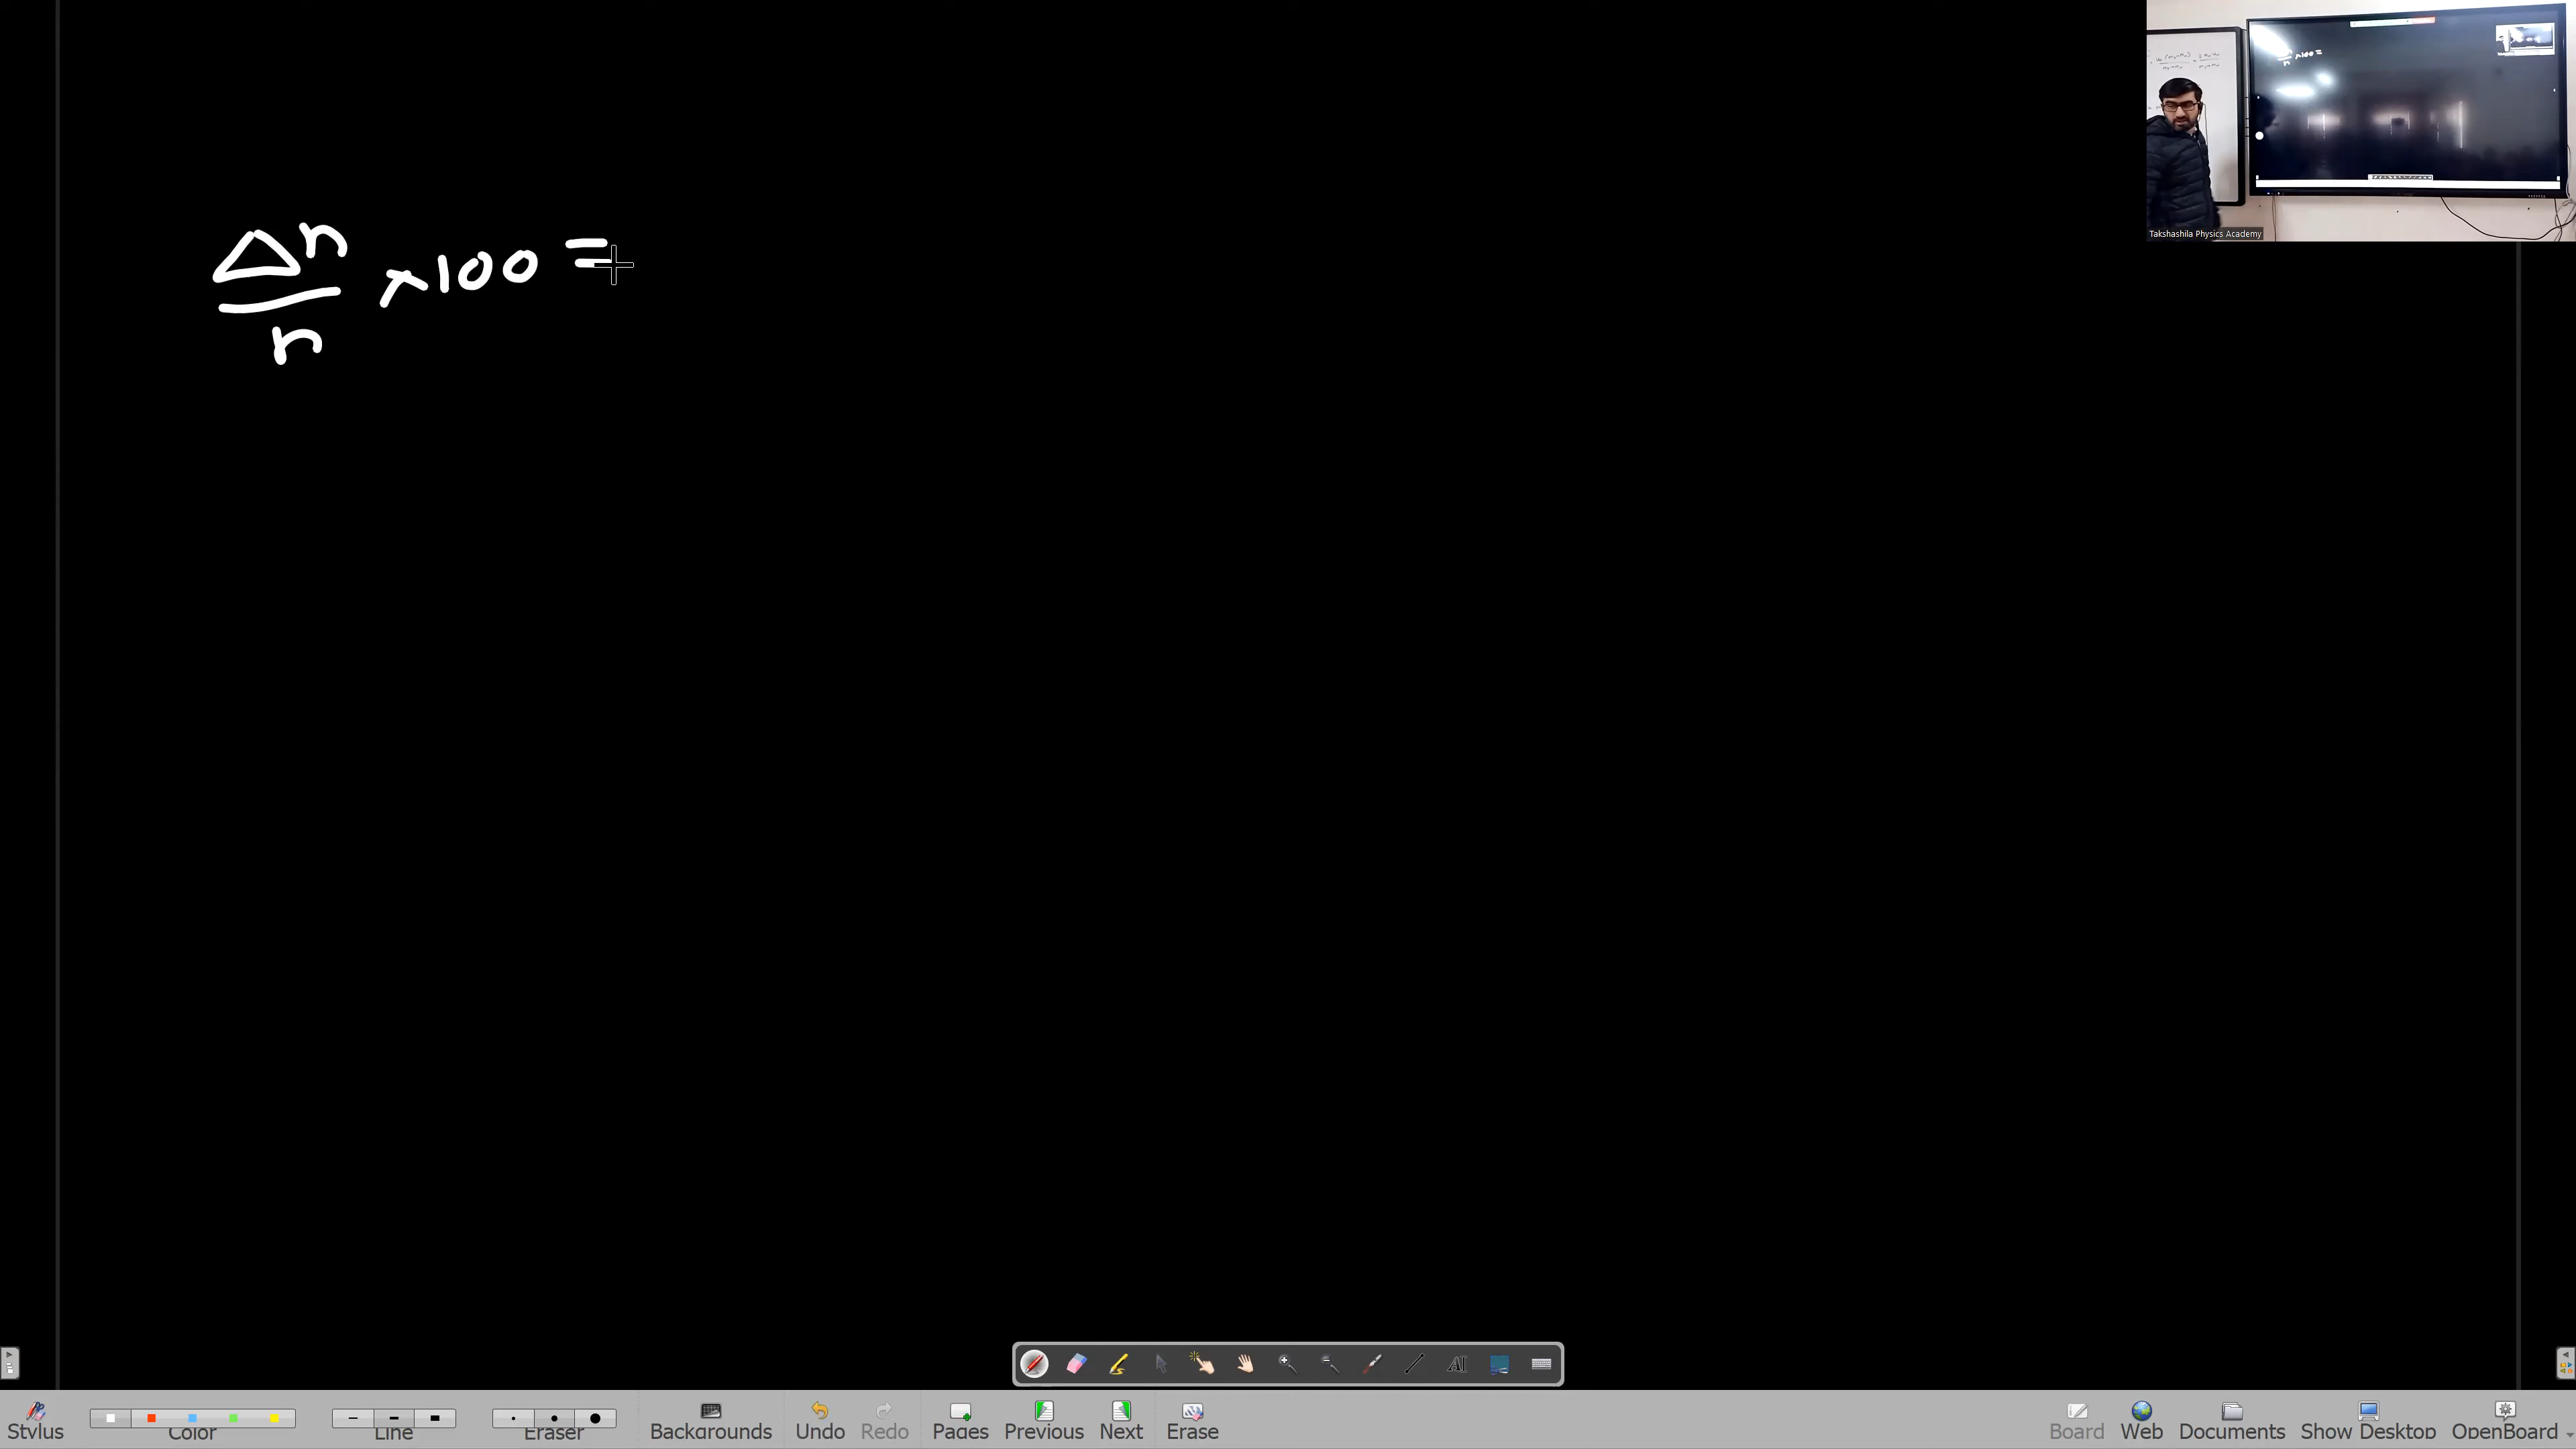 Δn
— ×100 =
n
Takshashila Physics Academy
Stylus Color Line Eraser Backgrounds Undo Redo Pages Previous Next Erase Board Web Documents Show Desktop OpenBoard